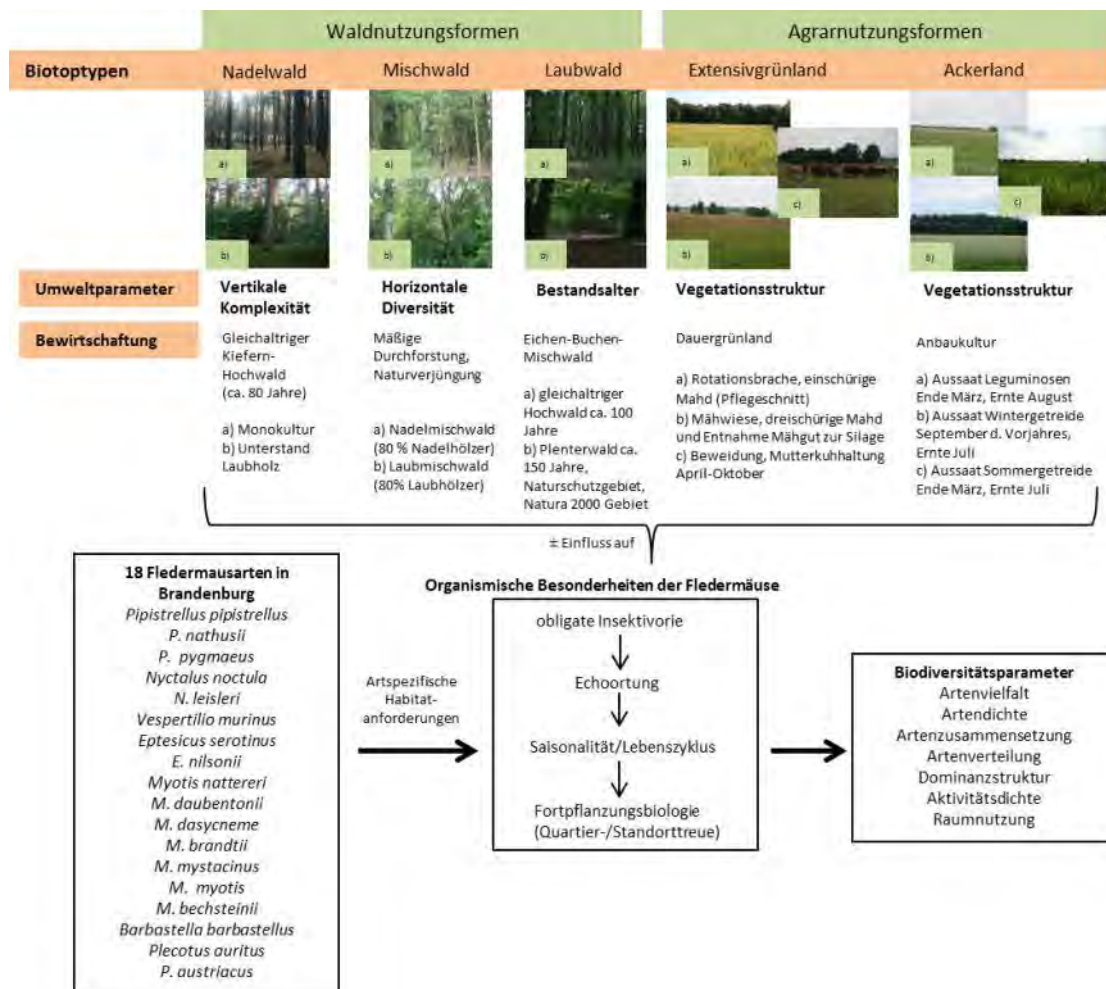 Waldnutzungsformen
Agrarnutzungsformen
Biotoptypen
Nadelwald
Mischwald
Laubwald
Extensivgrünland
Ackerland
a)
b)
a)
b)
a)
b)
a)
b)
c)
a)
b)
c)
Umweltparameter
Vertikale
Komplexität
Horizontale
Diversität
Bestandsalter
Vegetationsstruktur
Vegetationsstruktur
Bewirtschaftung
Gleichaltriger
Kiefern-
Hochwald
(ca. 80 Jahre)
a) Monokultur
b) Unterstand
Laubholz
Mäßige
Durchforstung,
Naturverjüngung
a) Nadelmischwald
(80 % Nadelhölzer)
b) Laubmischwald
(80% Laubhölzer)
Eichen-Buchen-
Mischwald
a) gleichaltriger
Hochwald ca. 100
Jahre
b) Plenterwald ca.
150 Jahre,
Naturschutzgebiet,
Natura 2000 Gebiet
Dauergrünland
a) Rotationsbrache, einschürige
Mahd (Pflegeschnitt)
b) Mähwiese, dreischürige Mahd
und Entnahme Mähgut zur Silage
c) Beweidung, Mutterkuhhaltung
April-Oktober
Anbaukultur
a) Aussaat Leguminosen
Ende März, Ernte August
b) Aussaat Wintergetreide
September d. Vorjahres,
Ernte Juli
c) Aussaat Sommergetreide
Ende März, Ernte Juli
± Einfluss auf
18 Fledermausarten in
Brandenburg
Pipistrellus pipistrellus
P. nathusii
P. pygmaeus
Nyctalus noctula
N. leisleri
Vespertilio murinus
Eptesicus serotinus
E. nilsonii
Myotis nattereri
M. daubentonii
M. dasycneme
M. brandtii
M. mystacinus
M. myotis
M. bechsteinii
Barbastella barbastellus
Plecotus auritus
P. austriacus
Artspezifische
Habitat-
anforderungen
Organismische Besonderheiten der Fledermäuse
obligate Insektivorie
Echoortung
Saisonalität/Lebenszyklus
Fortpflanzungsbiologie
(Quartier-/Standorttreue)
Biodiversitätsparameter
Artenvielfalt
Artendichte
Artenzusammensetzung
Artenverteilung
Dominanzstruktur
Aktivitätsdichte
Raumnutzung